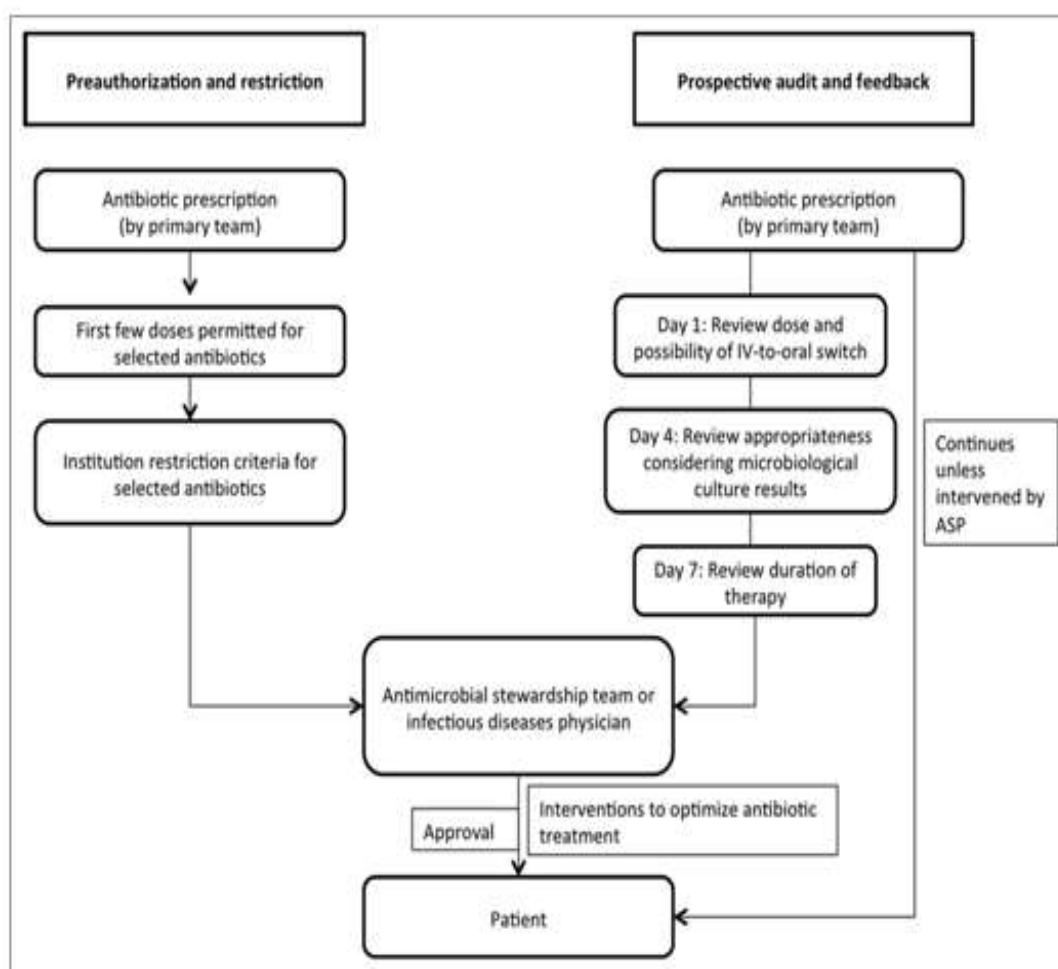 Preauthorization and restriction
Prospective audit and feedback
Antibiotic prescription
(by primary team)
First few doses permitted for
selected antibiotics
Institution restriction criteria for
selected antibiotics
Antibiotic prescription
(by primary team)
Day 1: Review dose and
possibility of IV-to-oral switch
Day 4: Review appropriateness
considering microbiological
culture results
Day 7: Review duration of
therapy
Continues
unless
intervened by
ASP
Antimicrobial stewardship team or
infectious diseases physician
Approval
Interventions to optimize antibiotic
treatment
Patient